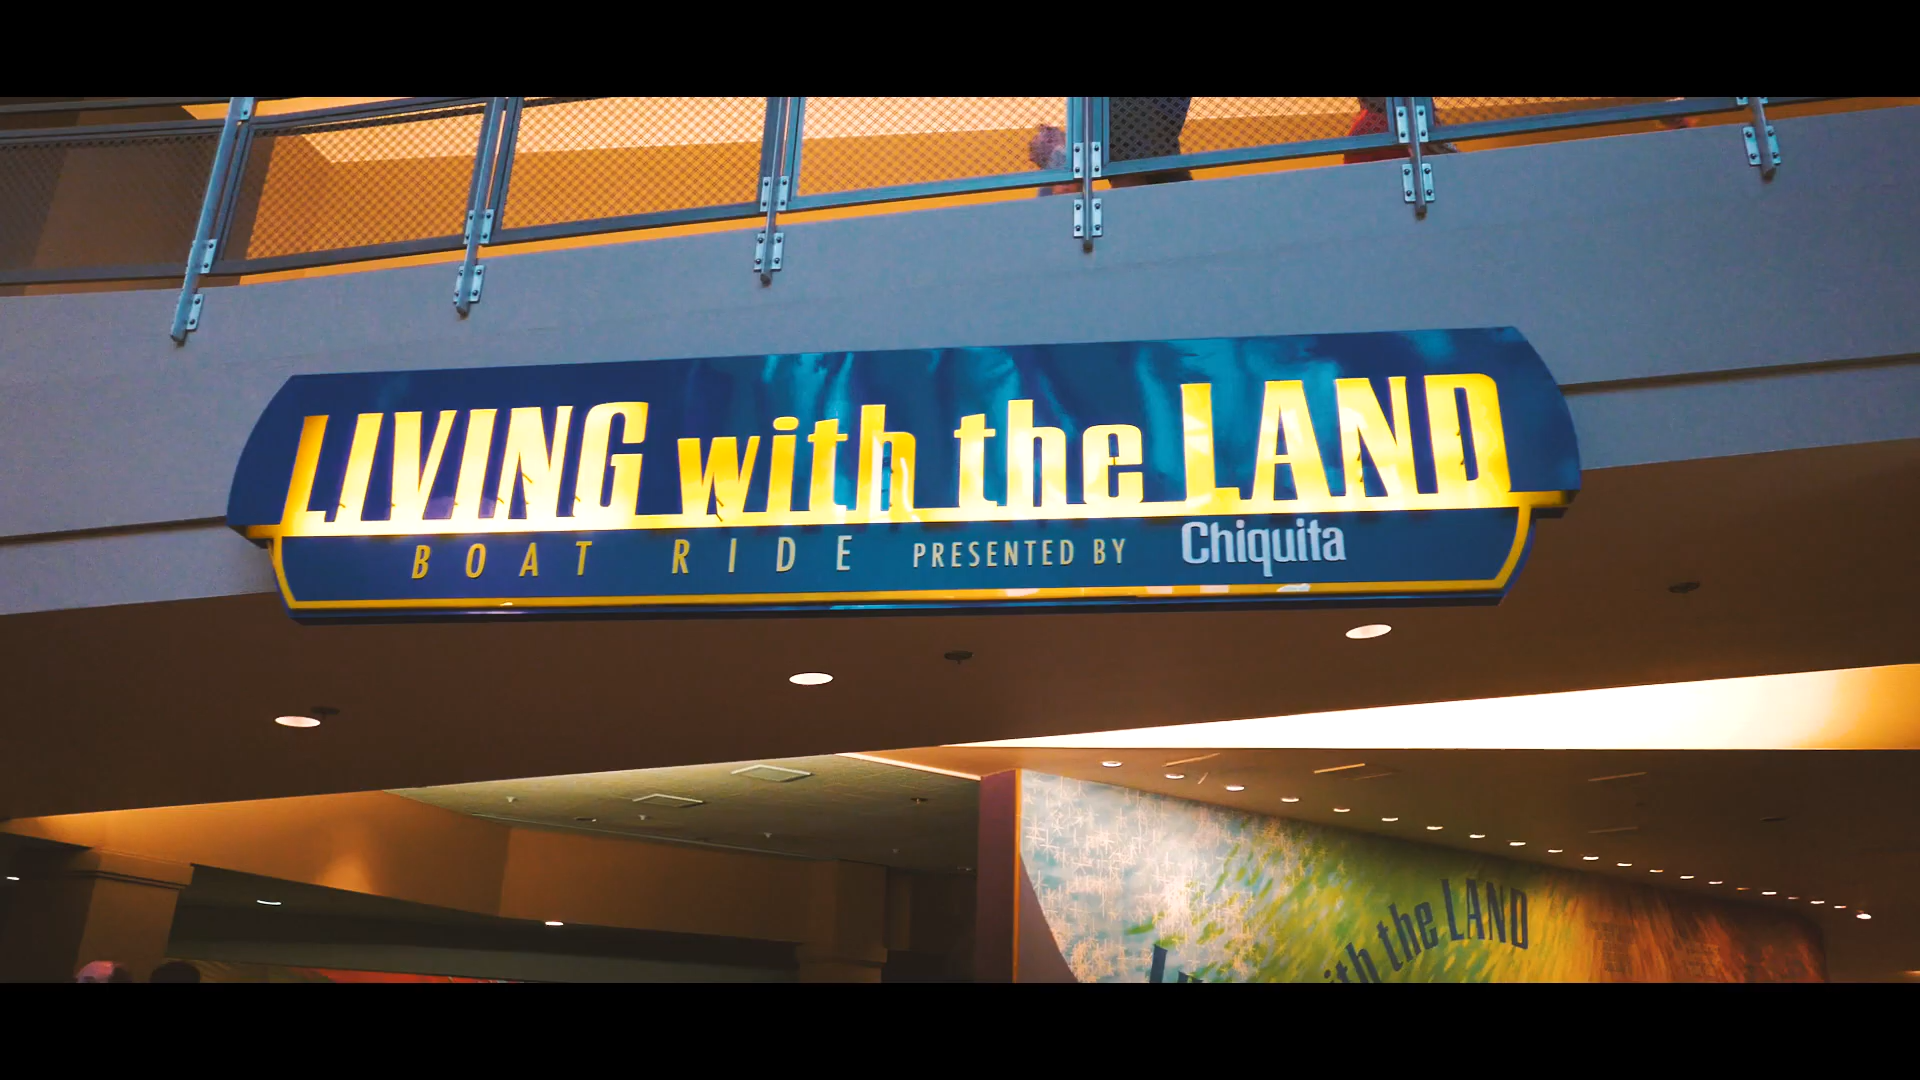 LIVING with the LAND
BOAT RIDE PRESENTED BY Chiquita
the LAND